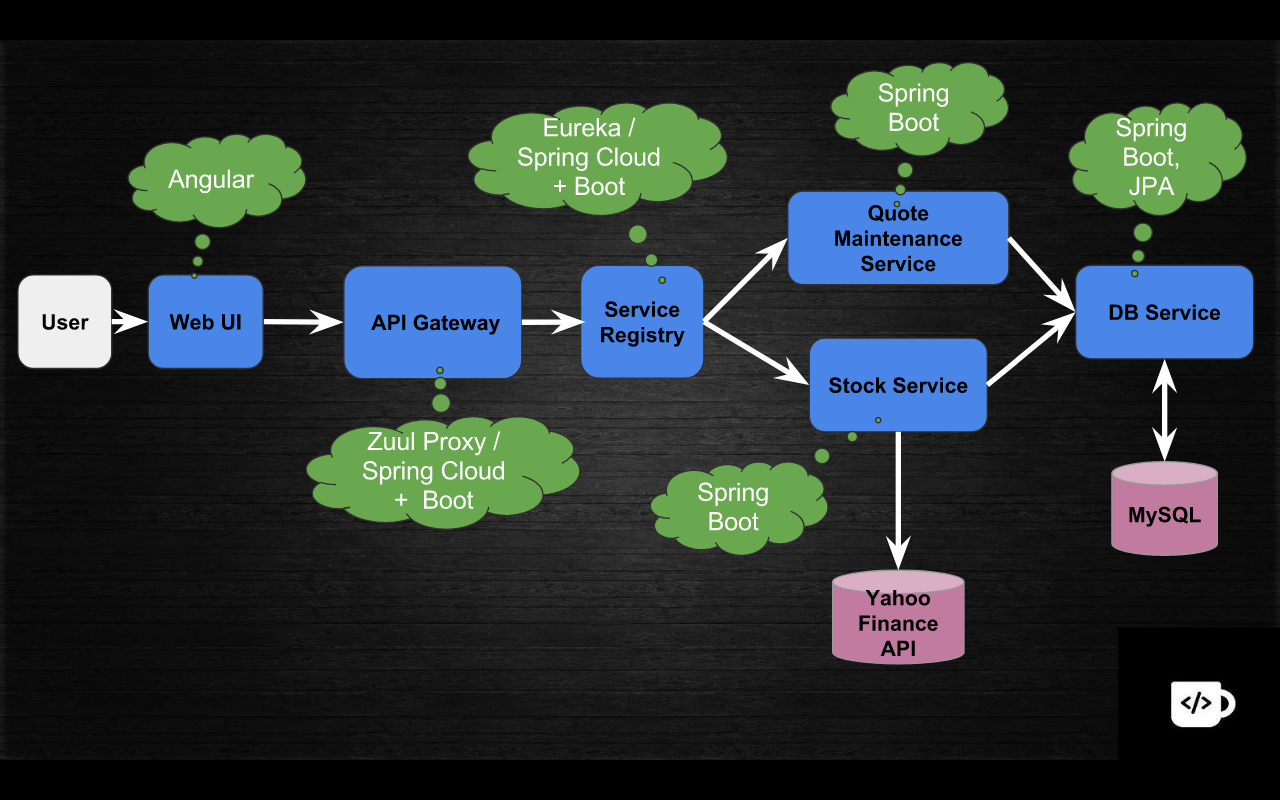 Angular
Eureka /
Spring Cloud
+ Boot
Spring
Boot
Spring
Boot,
JPA
User
Web UI
API Gateway
Service
Registry
Quote
Maintenance
Service
Stock Service
DB Service
Zuul Proxy /
Spring Cloud
+  Boot
Spring
Boot
Yahoo
Finance
API
MySQL
</>